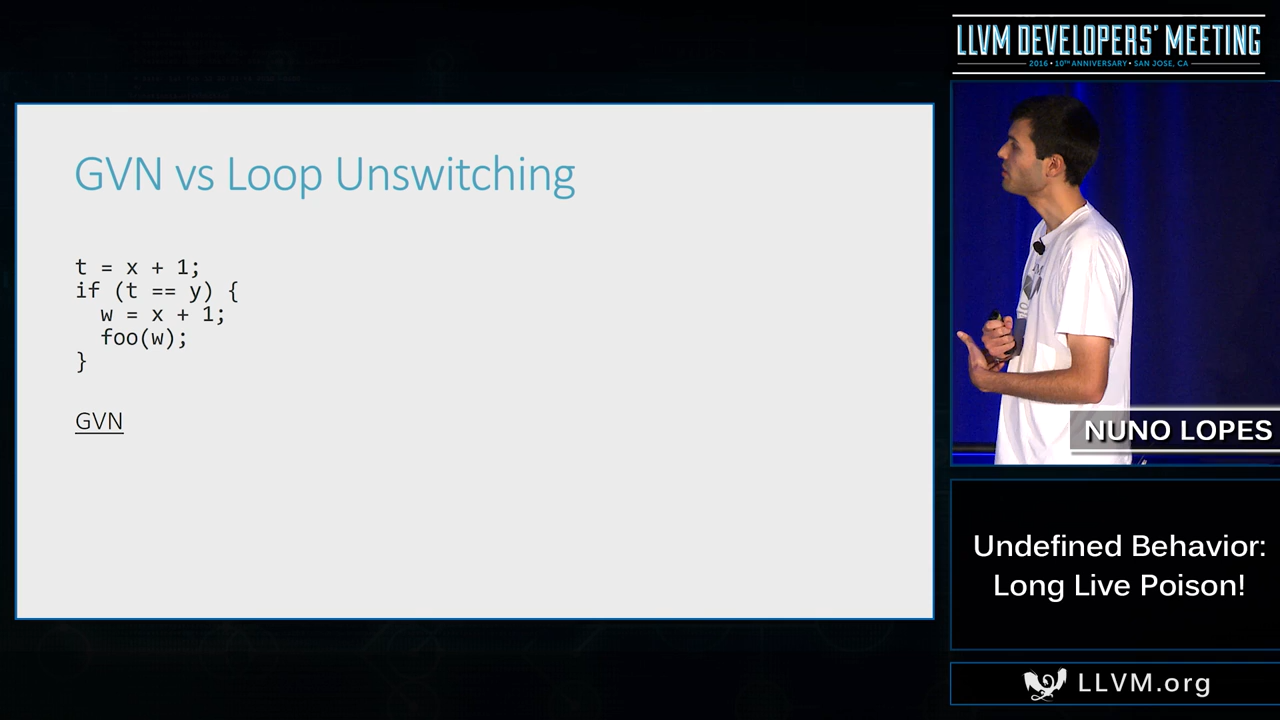 LLVM DEVELOPERS' MEETING
2016 • 10TH ANNIVERSARY • SAN JOSE, CA
GVN vs Loop Unswitching
t = x + 1;
if (t == y) {
  w = x + 1;
  foo(w);
}
GVN
NUNO LOPES
Undefined Behavior:
Long Live Poison!
LLVM.org